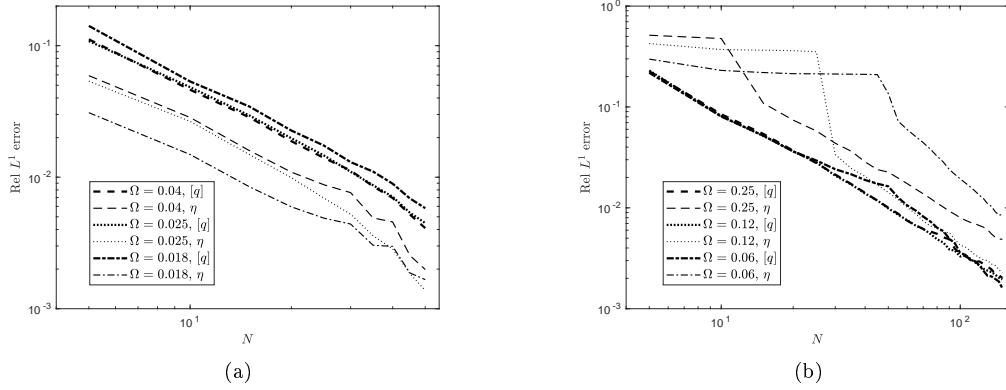 10^-1
10^-2
10^-3
Rel L^1 error
Ω = 0.04, [q]
Ω = 0.04, η
Ω = 0.025, [q]
Ω = 0.025, η
Ω = 0.018, [q]
Ω = 0.018, η
10^1
N
(a)
10^0
10^-1
10^-2
10^-3
Rel L^1 error
Ω = 0.25, [q]
Ω = 0.25, η
Ω = 0.12, [q]
Ω = 0.12, η
Ω = 0.06, [q]
Ω = 0.06, η
10^1
10^2
N
(b)